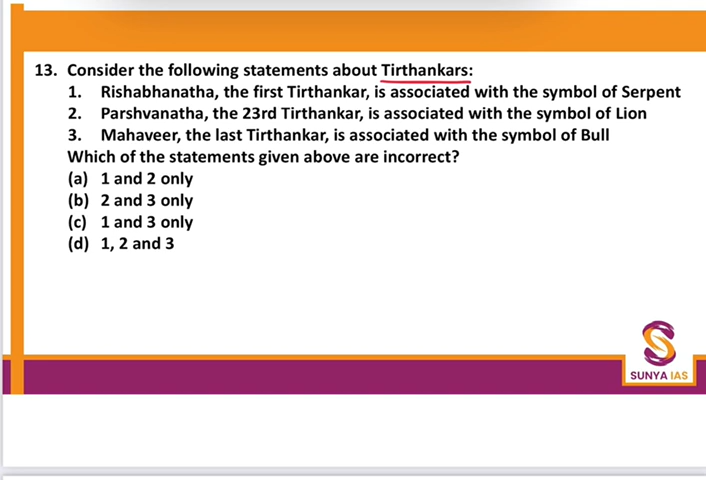 13. Consider the following statements about Tirthankars:
1. Rishabhanatha, the first Tirthankar, is associated with the symbol of Serpent
2. Parshvanatha, the 23rd Tirthankar, is associated with the symbol of Lion
3. Mahaveer, the last Tirthankar, is associated with the symbol of Bull
Which of the statements given above are incorrect?
(a) 1 and 2 only
(b) 2 and 3 only
(c) 1 and 3 only
(d) 1, 2 and 3
SUNYA IAS